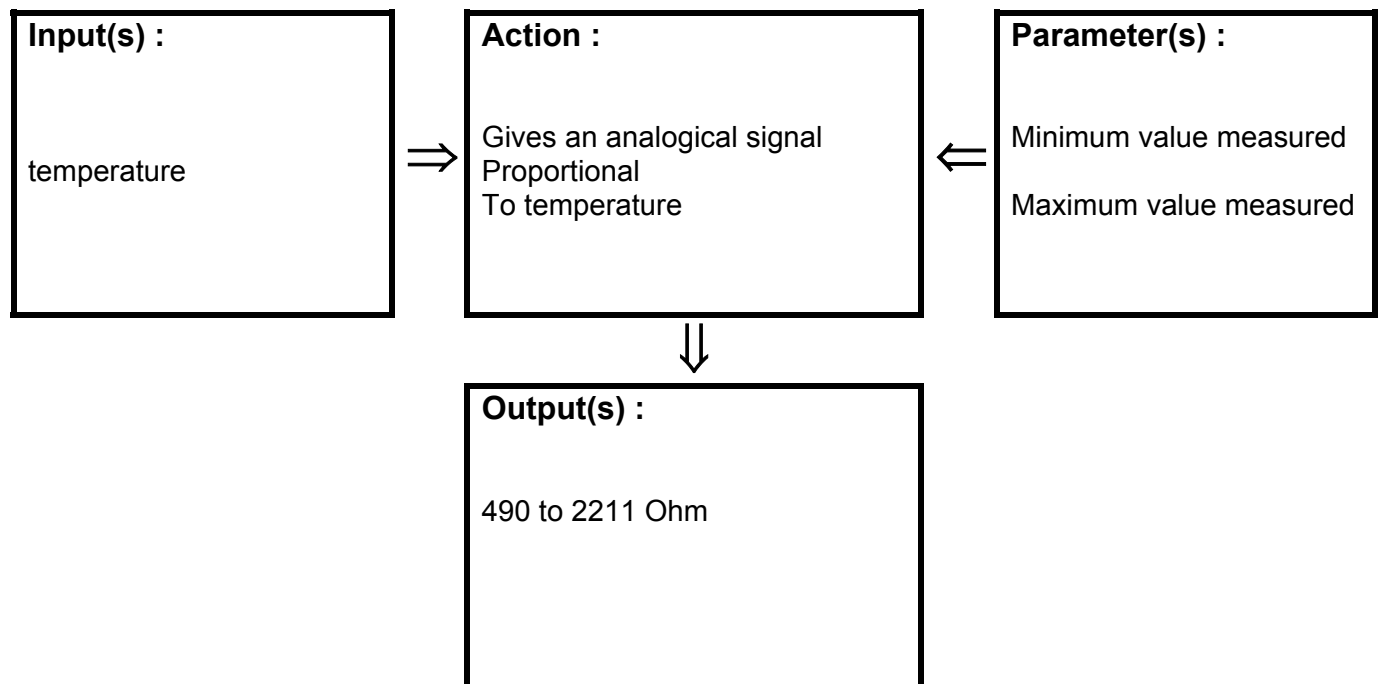 Input(s) :
temperature
⇒
Action :
Gives an analogical signal
Proportional
To temperature
⇐
Parameter(s) :
Minimum value measured
Maximum value measured
⇓
Output(s) :
490 to 2211 Ohm